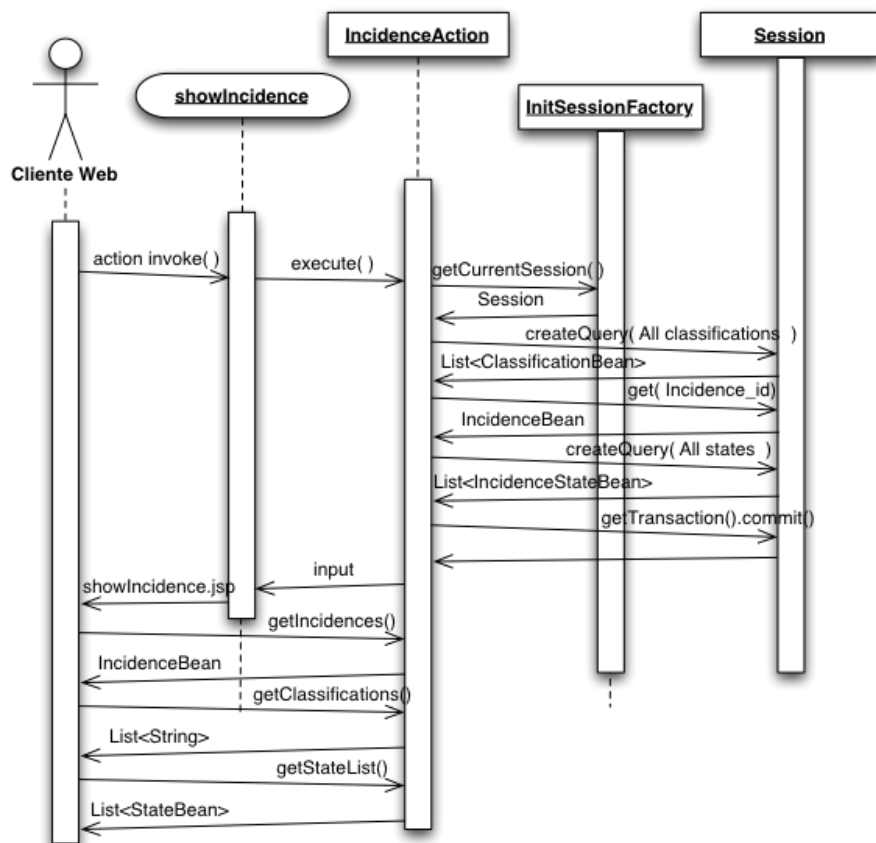 IncidenceAction
Session
showIncidence
InitSessionFactory
Cliente Web
action invoke( )
execute( )
getCurrentSession( )
Session
createQuery( All classifications )
List<ClassificationBean>
get( Incidence_id)
IncidenceBean
createQuery( All states )
List<IncidenceStateBean>
getTransaction().commit()
input
showIncidence.jsp
getIncidences()
IncidenceBean
getClassifications()
List<String>
getStateList()
List<StateBean>